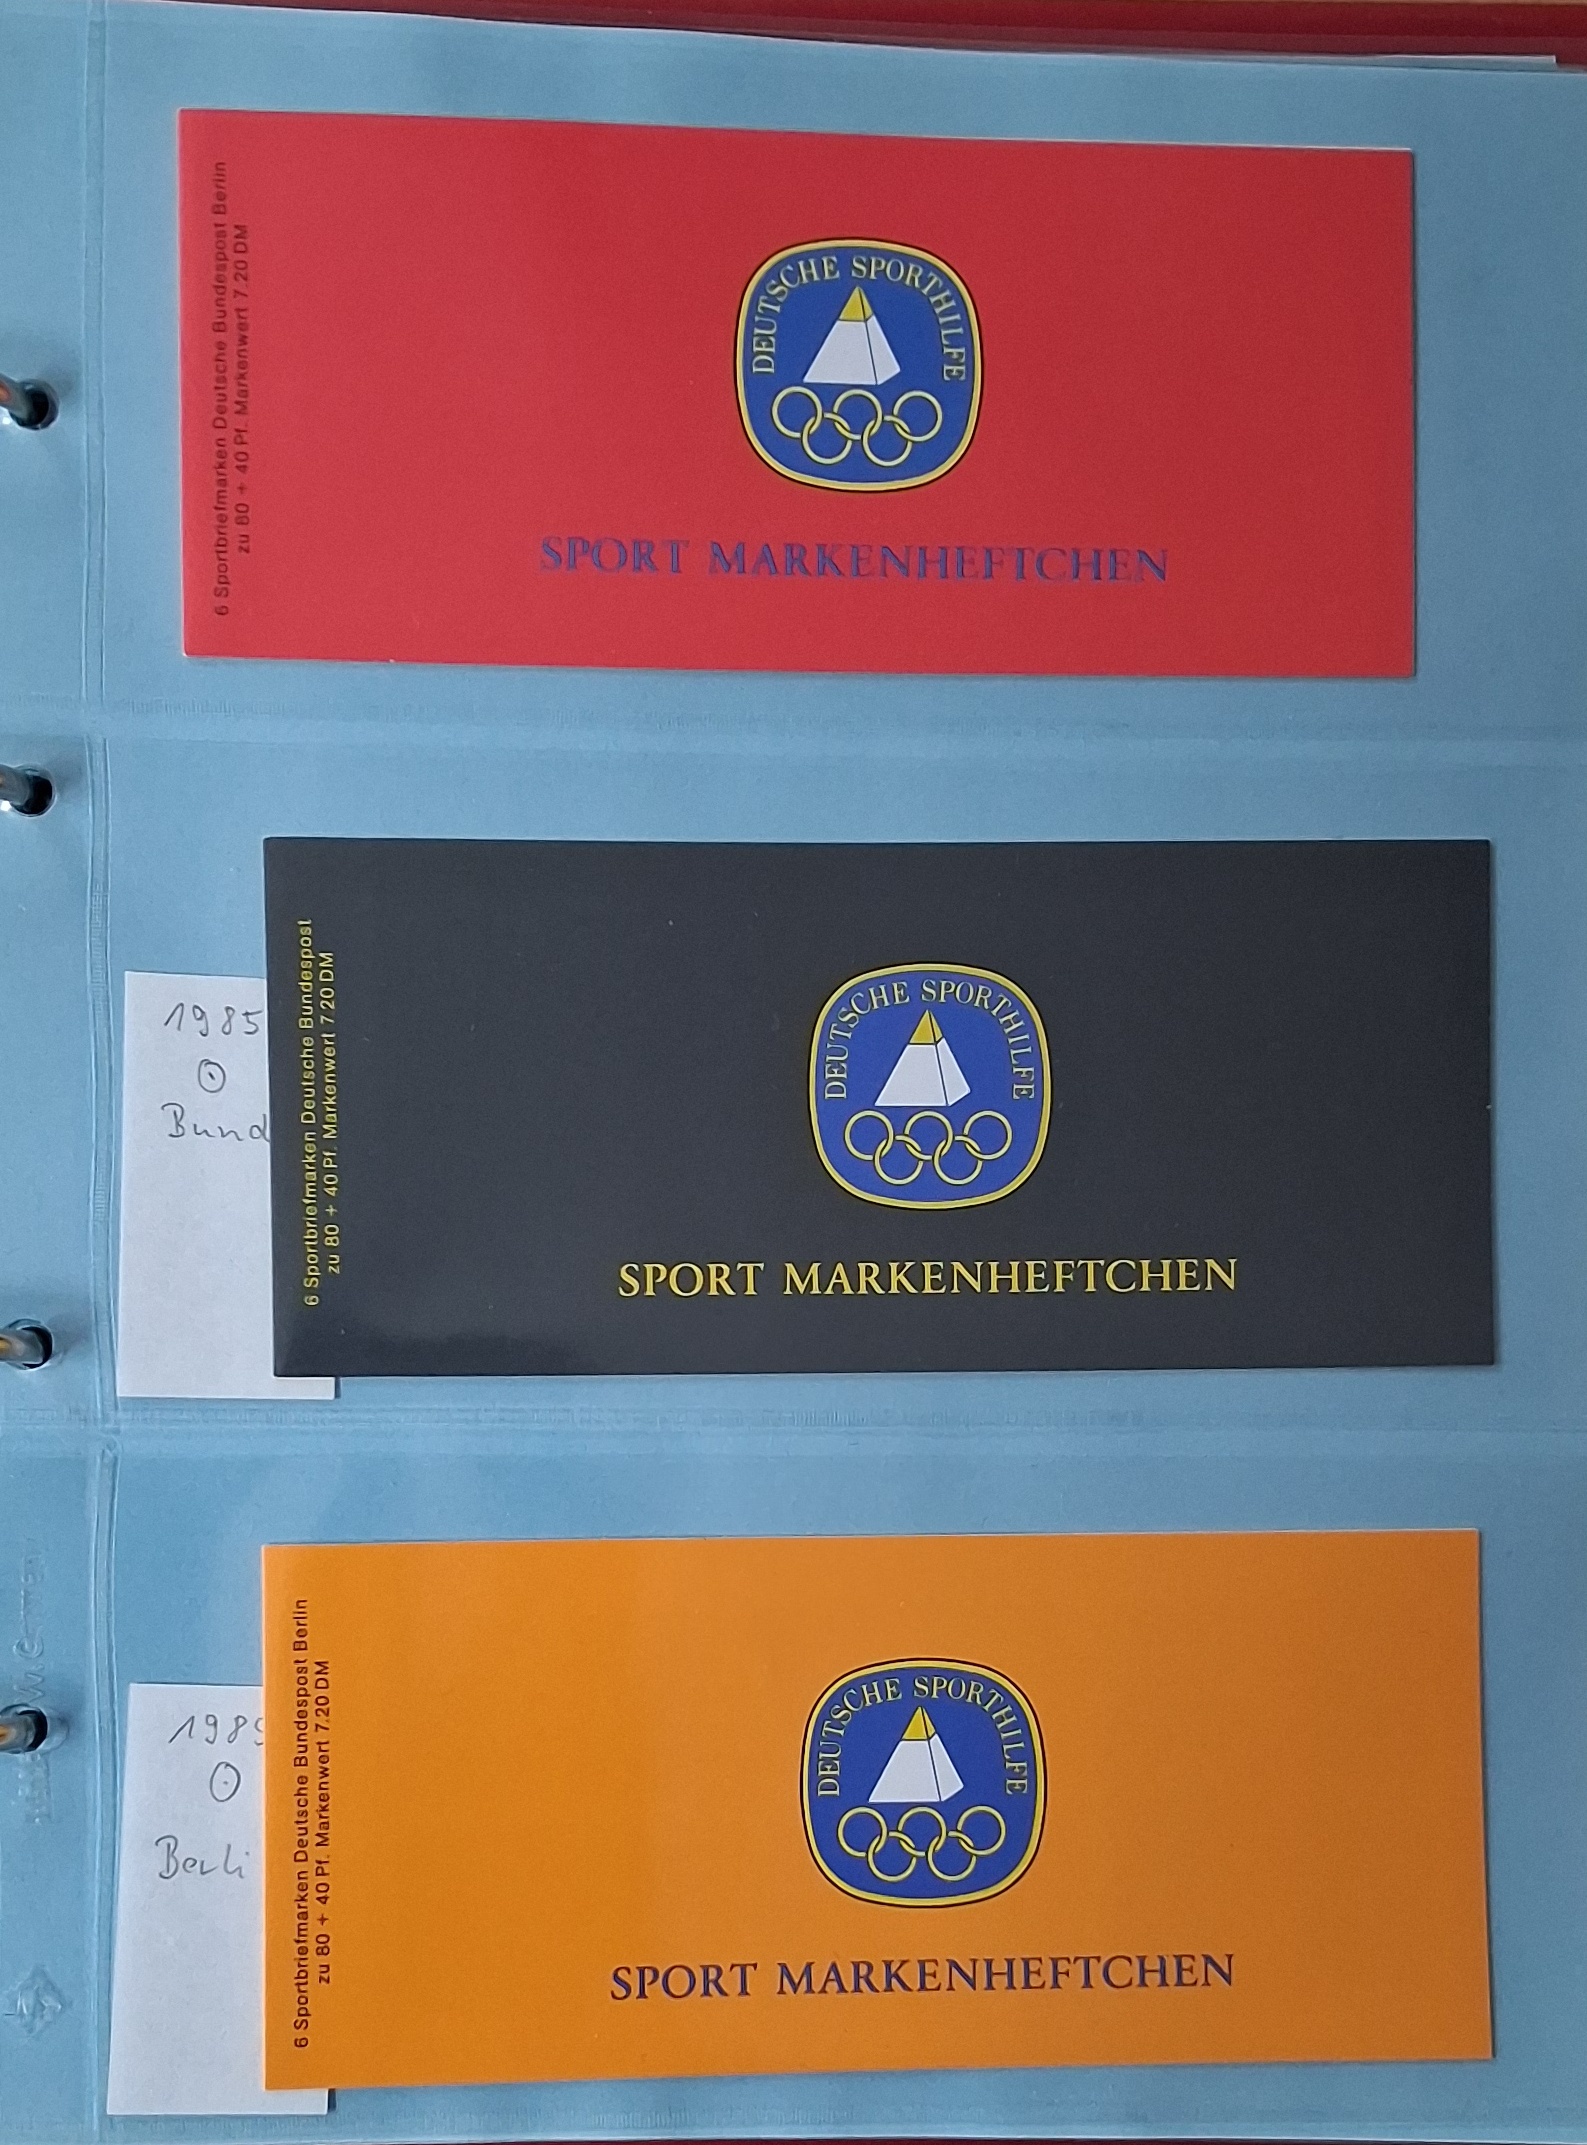 6 Sportbriefmarken Deutsche Bundespost Berlin
zu 80 + 40 Pf. Markenwert 7.20 DM
DEUTSCHE SPORTHILFE
SPORT MARKENHEFTCHEN
1985
Bund
6 Sportbriefmarken Deutsche Bundespost
zu 80 + 40 Pf. Markenwert 7.20 DM
DEUTSCHE SPORTHILFE
SPORT MARKENHEFTCHEN
1985
Berli
6 Sportbriefmarken Deutsche Bundespost Berlin
zu 80 + 40 Pf. Markenwert 7.20 DM
DEUTSCHE SPORTHILFE
SPORT MARKENHEFTCHEN